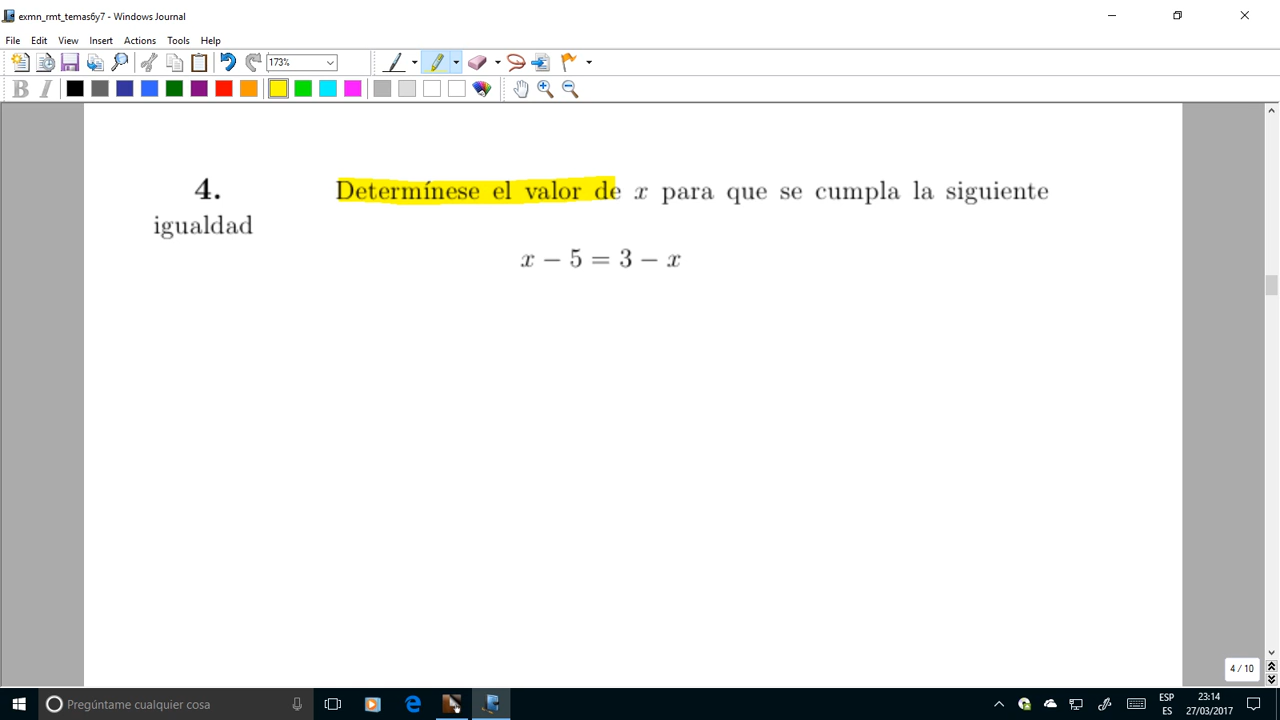 exmn_rmt_temas6y7 - Windows Journal
File Edit View Insert Actions Tools Help
173%
B I
4. Determínese el valor de x para que se cumpla la siguiente
igualdad
x − 5 = 3 − x
4 / 10
Pregúntame cualquier cosa
ESP 23:14
ES 27/03/2017